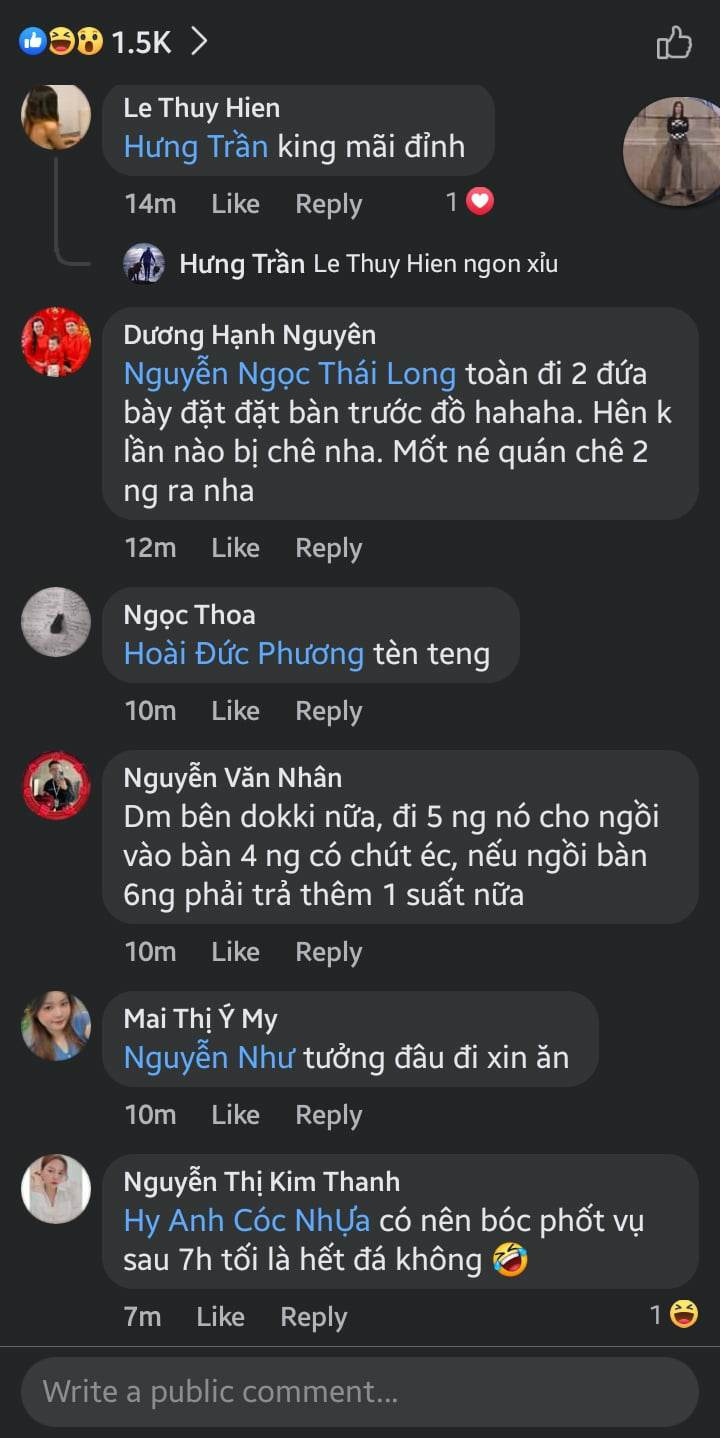 1.5K
Le Thuy Hien
Hưng Trần king mãi đỉnh
14m Like Reply 1
Hưng Trần Le Thuy Hien ngon xỉu
Dương Hạnh Nguyên
Nguyễn Ngọc Thái Long toàn đi 2 đứa
bày đặt đặt bàn trước đồ hahaha. Hên k
lần nào bị chê nha. Mốt né quán chê 2
ng ra nha
12m Like Reply
Ngọc Thoa
Hoài Đức Phương tèn teng
10m Like Reply
Nguyễn Văn Nhân
Dm bên dokki nữa, đi 5 ng nó cho ngồi
vào bàn 4 ng có chút éc, nếu ngồi bàn
6ng phải trả thêm 1 suất nữa
10m Like Reply
Mai Thị Ý My
Nguyễn Như tưởng đâu đi xin ăn
10m Like Reply
Nguyễn Thị Kim Thanh
Hy Anh Cóc NhỰa có nên bóc phốt vụ
sau 7h tối là hết đá không 🤣
7m Like Reply 1
Write a public comment...